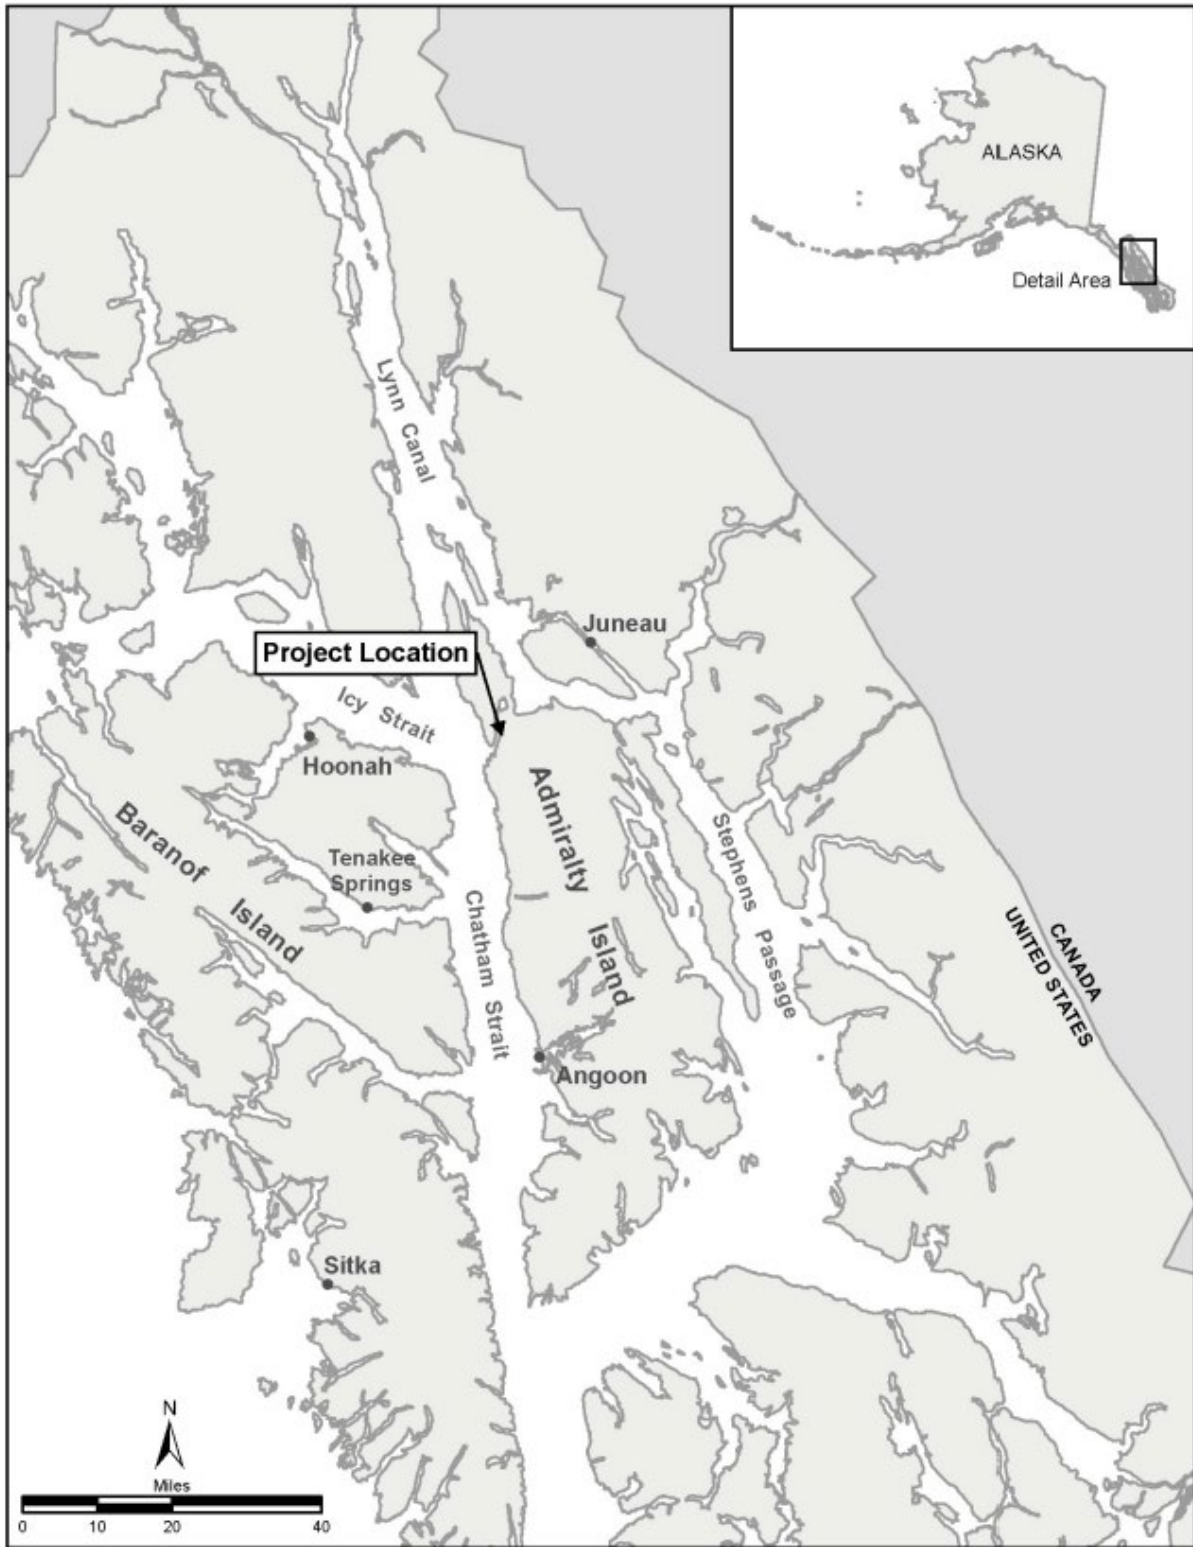 ALASKA
Detail Area
Lynn Canal
Juneau
Project Location
Icy Strait
Hoonah
Admiralty
Island
Baranof
Island
Stephens Passage
Tenakee
Springs
Chatham Strait
CANADA
UNITED STATES
Angoon
Sitka
N
Miles
0 10 20 40